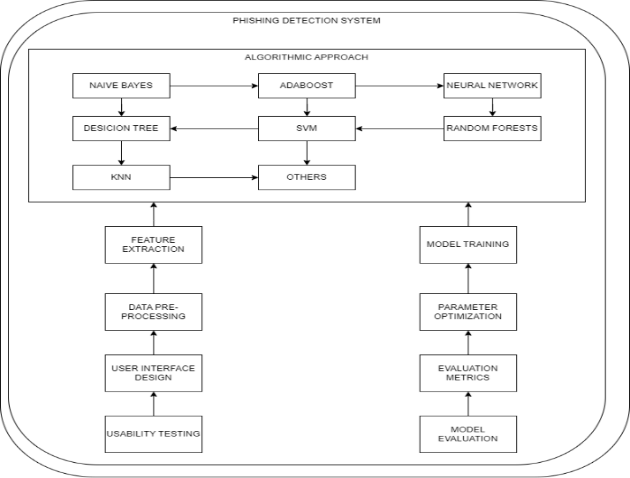 PHISHING DETECTION SYSTEM
ALGORITHMIC APPROACH
NAIVE BAYES
ADABOOST
NEURAL NETWORK
DESICION TREE
SVM
RANDOM FORESTS
KNN
OTHERS
FEATURE
EXTRACTION
MODEL TRAINING
DATA PRE-
PROCESSING
PARAMETER
OPTIMIZATION
USER INTERFACE
DESIGN
EVALUATION
METRICS
USABILITY TESTING
MODEL
EVALUATION